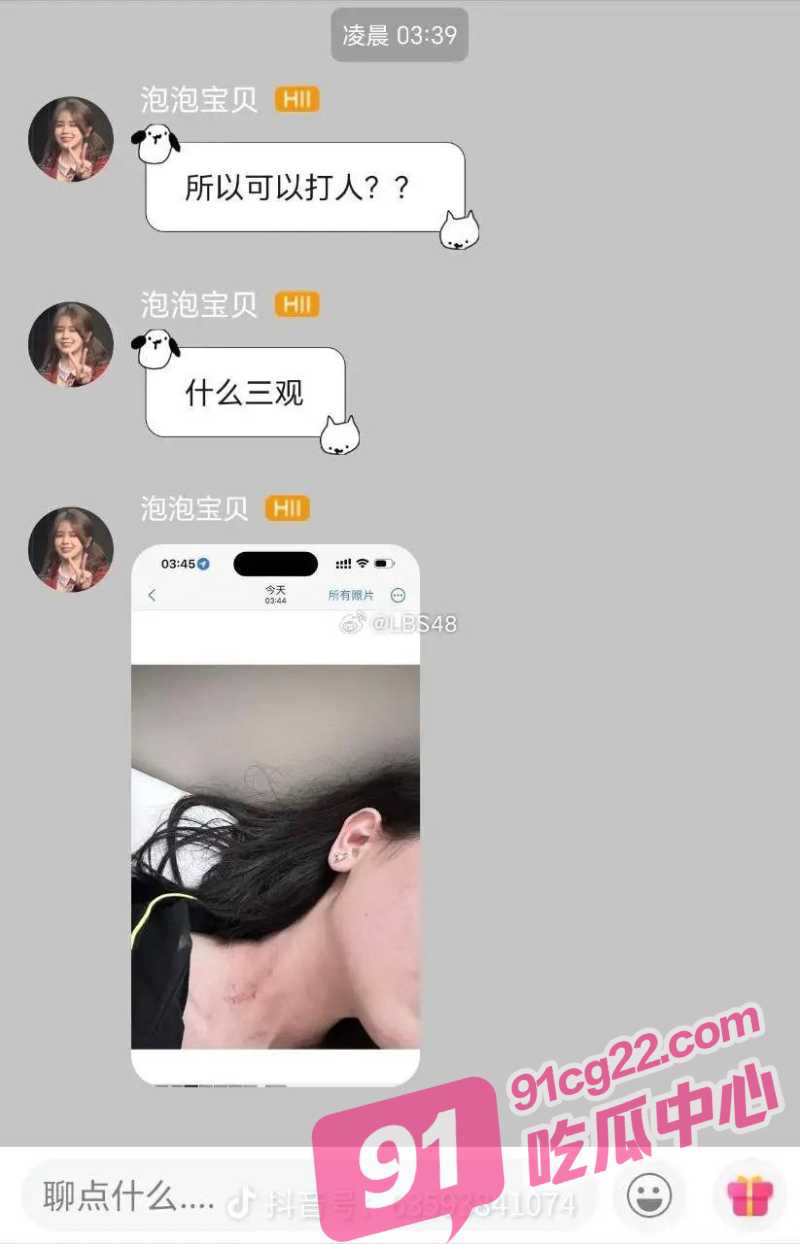 凌晨 03:39
泡泡宝贝 HII
所以可以打人？？
泡泡宝贝 HII
什么三观
泡泡宝贝 HII
03:45
今天
03:44
所有照片
@LBS48
91cg22.com
91 吃瓜中心
聊点什么....
抖音号：